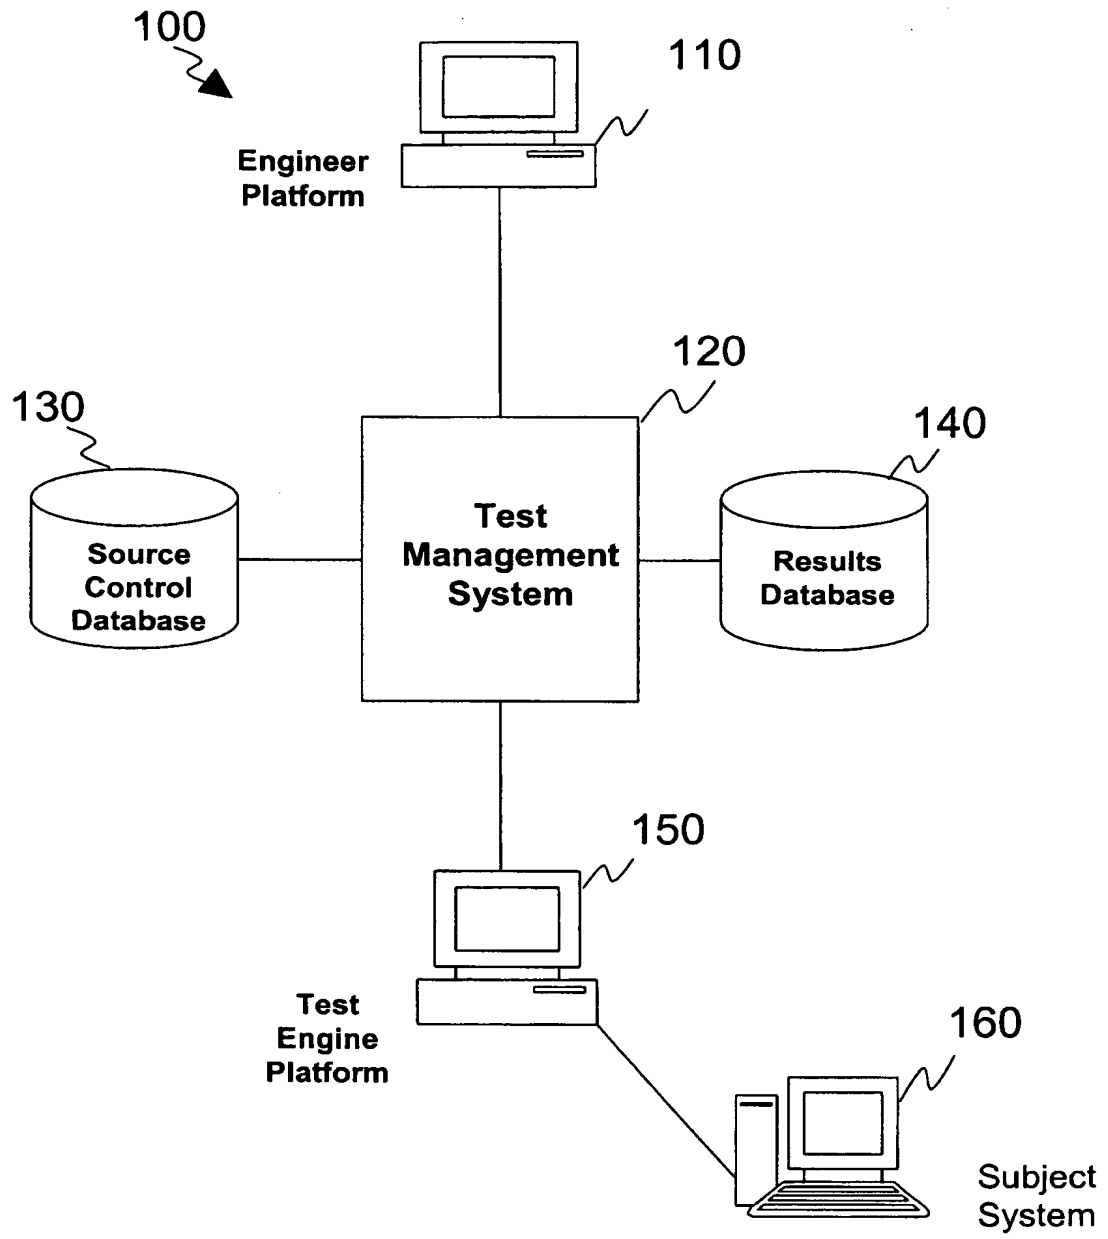 100
110
Engineer
Platform
120
130
140
Test
Management
System
Source
Control
Database
Results
Database
150
Test
Engine
Platform
160
Subject
System